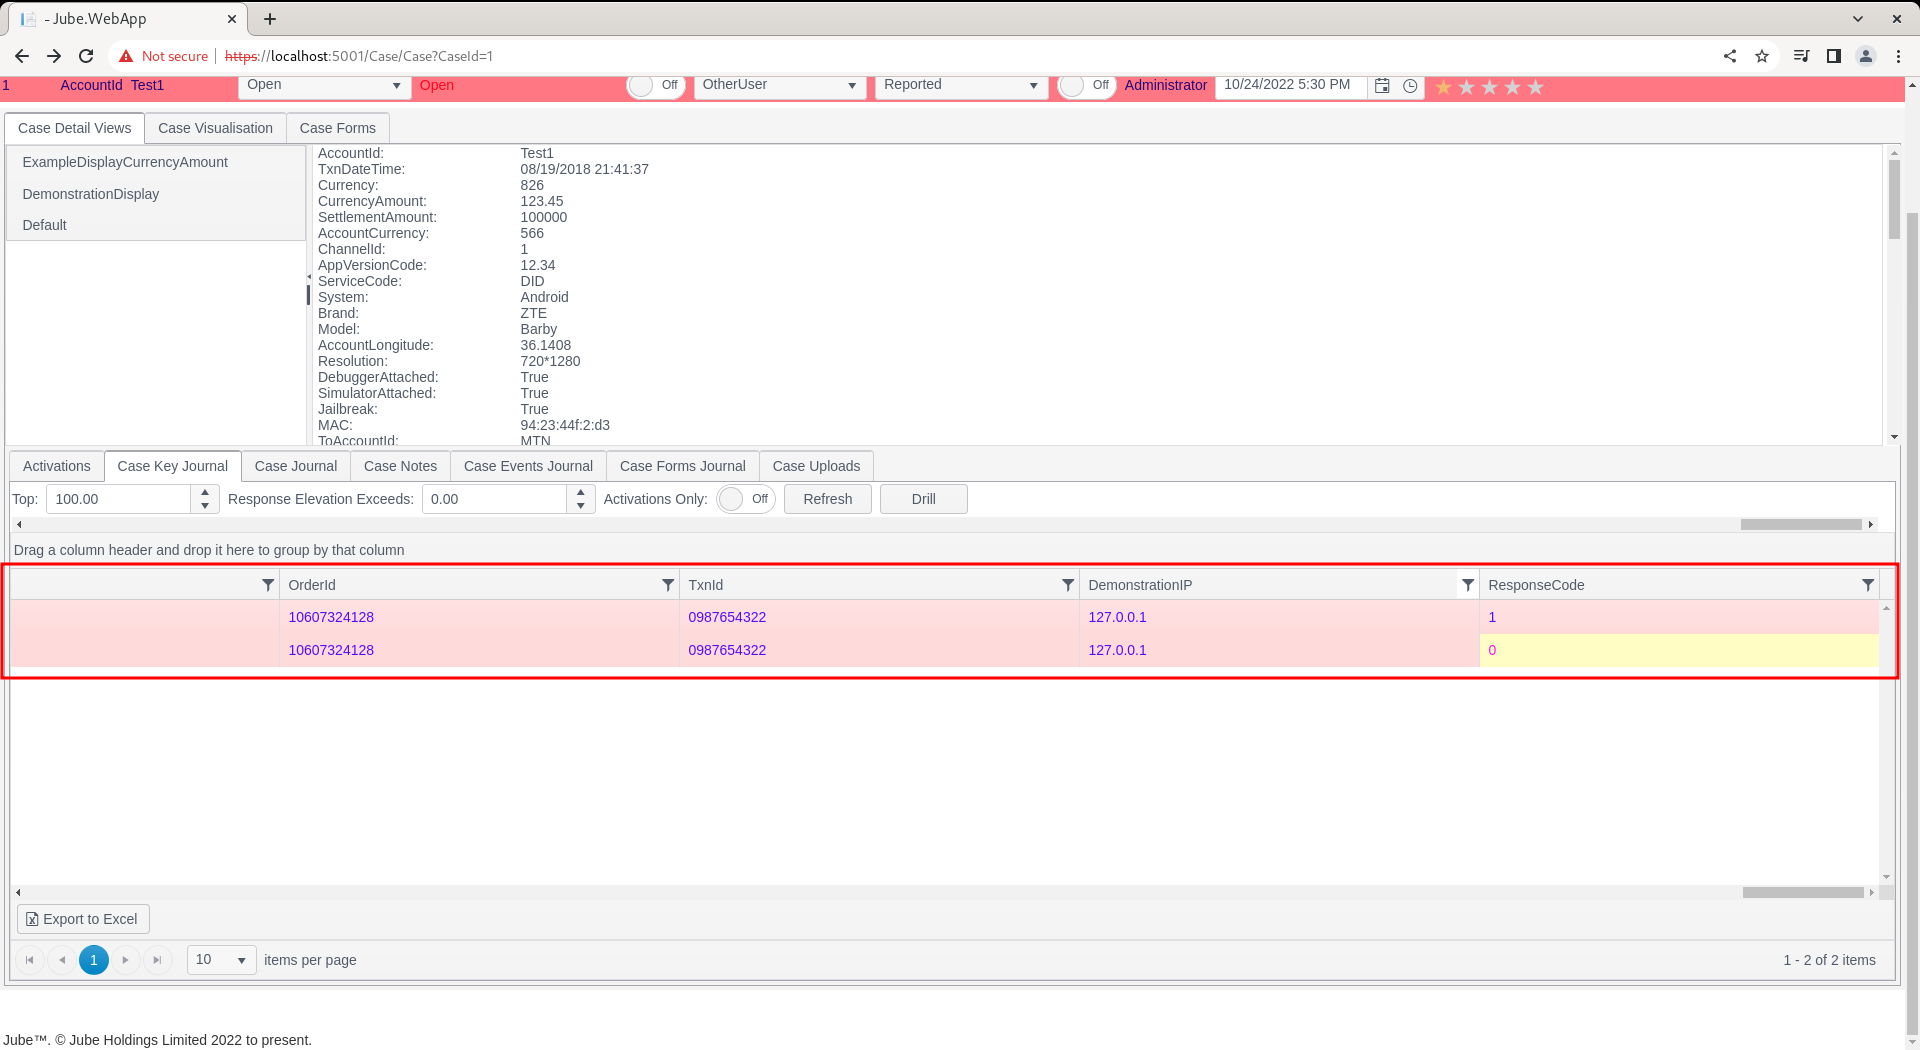 - Jube.WebApp
Not secure https://localhost:5001/Case/Case?CaseId=1
1 AccountId Test1 Open Open Off OtherUser Reported Off Administrator 10/24/2022 5:30 PM
Case Detail Views Case Visualisation Case Forms
ExampleDisplayCurrencyAmount
DemonstrationDisplay
Default
AccountId: Test1
TxnDateTime: 08/19/2018 21:41:37
Currency: 826
CurrencyAmount: 123.45
SettlementAmount: 100000
AccountCurrency: 566
ChannelId: 1
AppVersionCode: 12.34
ServiceCode: DID
System: Android
Brand: ZTE
Model: Barby
AccountLongitude: 36.1408
Resolution: 720*1280
DebuggerAttached: True
SimulatorAttached: True
Jailbreak: True
MAC: 94:23:44f:2:d3
ToAccountId: MTN
Activations Case Key Journal Case Journal Case Notes Case Events Journal Case Forms Journal Case Uploads
Top: 100.00 Response Elevation Exceeds: 0.00 Activations Only: Off Refresh Drill
Drag a column header and drop it here to group by that column
OrderId TxnId DemonstrationIP ResponseCode
10607324128 0987654322 127.0.0.1 1
10607324128 0987654322 127.0.0.1 0
Export to Excel
1 10 items per page 1 - 2 of 2 items
Jube™. © Jube Holdings Limited 2022 to present.